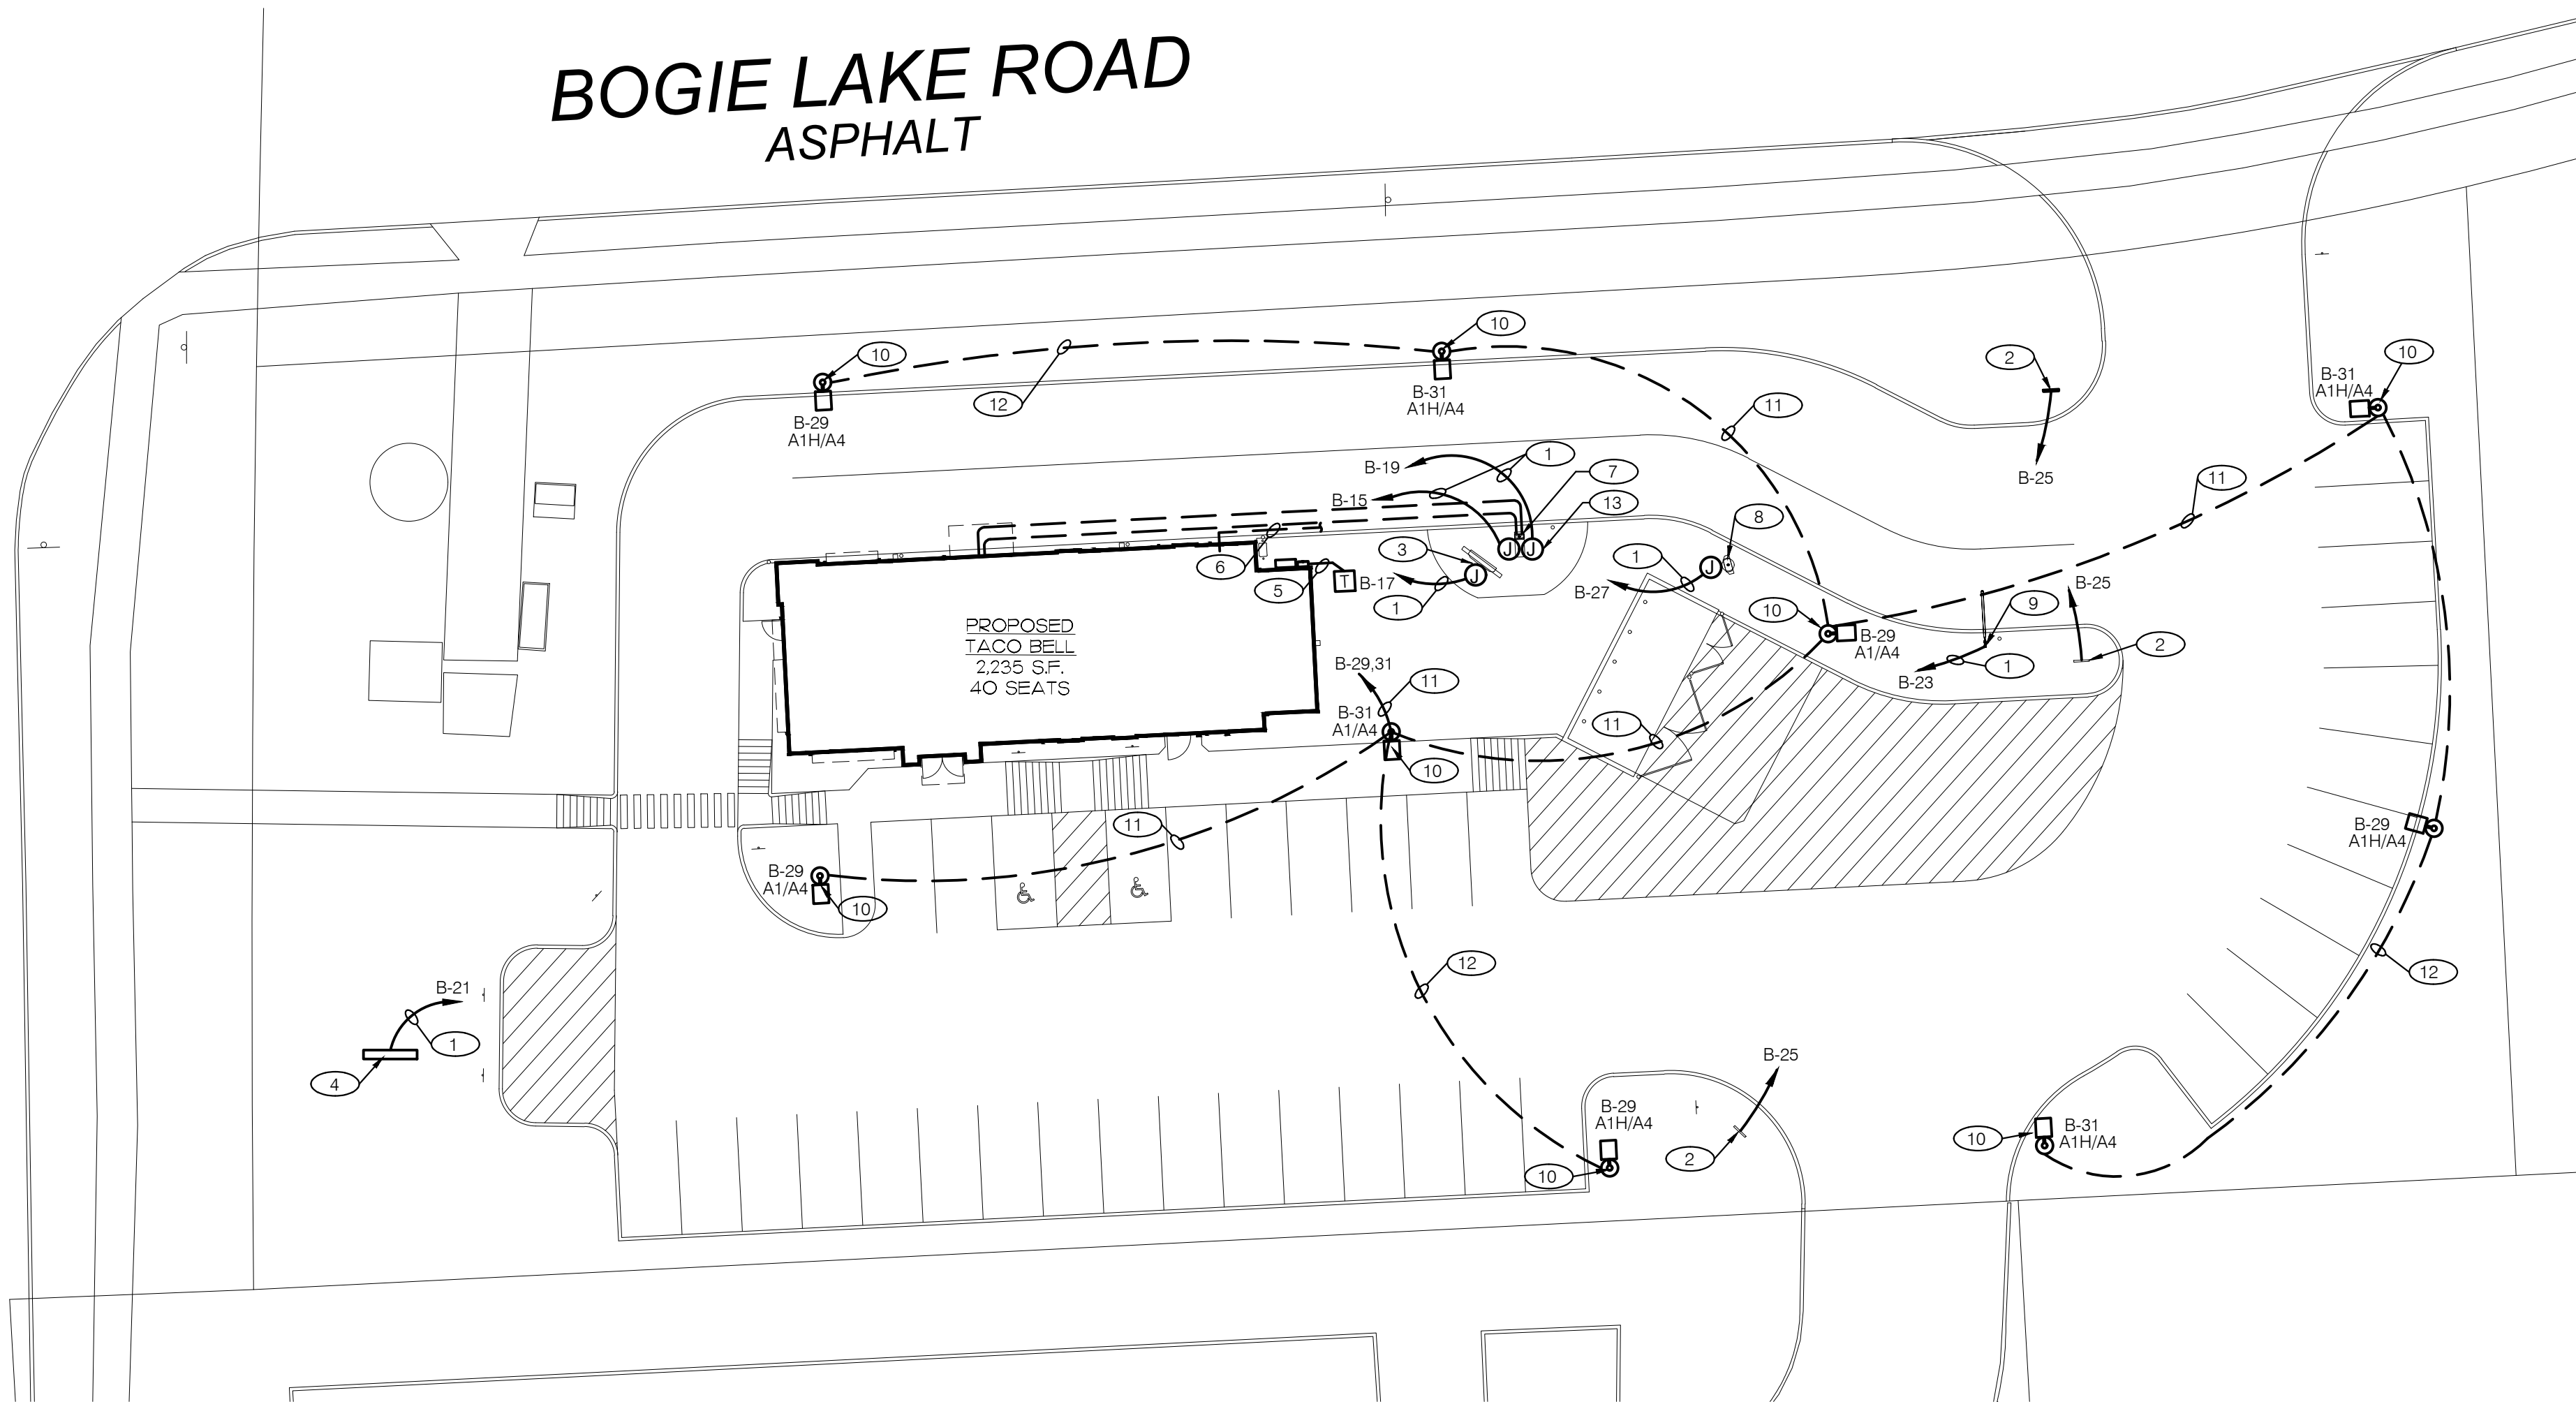 BOGIE LAKE ROAD
ASPHALT
10
10
2
10
B-31
A1H/A4
B-29
A1H/A4
12
B-31
A1H/A4
11
B-25
11
B-19
1
7
B-15
13
8
3
1
6
5
T
B-17
J
J
J
J
1
B-27
B-25
10
9
B-29
A1/A4
2
1
B-23
PROPOSED
TACO BELL
2,235 S.F.
40 SEATS
B-29,31
11
B-31
A1/A4
11
10
11
B-29
A1H/A4
B-29
A1/A4
10
12
12
B-21
1
4
B-25
B-29
A1H/A4
2
10
10
B-31
A1H/A4